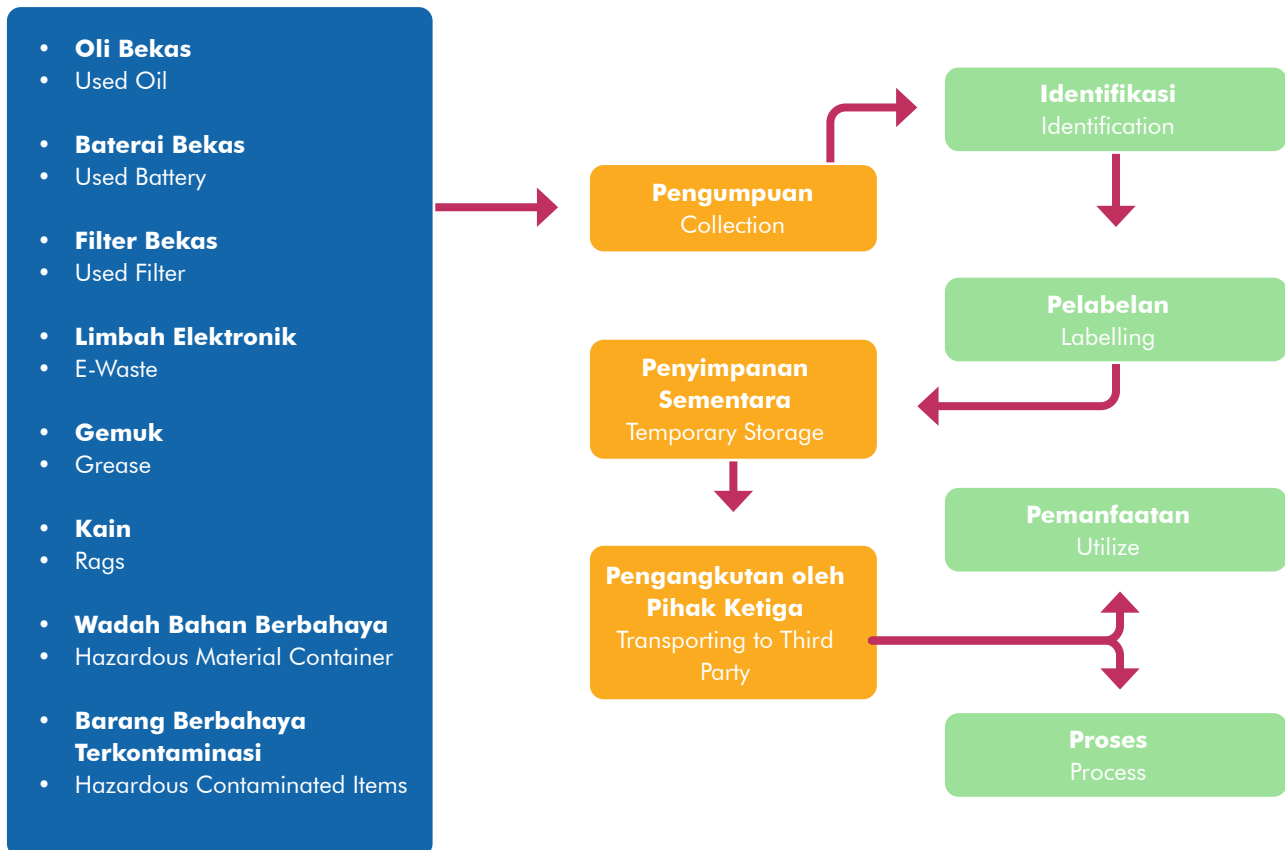 • Oli Bekas
• Used Oil
• Baterai Bekas
• Used Battery
• Filter Bekas
• Used Filter
• Limbah Elektronik
• E-Waste
• Gemuk
• Grease
• Kain
• Rags
• Wadah Bahan Berbahaya
• Hazardous Material Container
• Barang Berbahaya
Terkontaminasi
• Hazardous Contaminated Items
Pengumpuan
Collection
Identifikasi
Identification
Pelabelan
Labelling
Penyimpanan
Sementara
Temporary Storage
Pengangkutan oleh
Pihak Ketiga
Transporting to Third
Party
Pemanfaatan
Utilize
Proses
Process